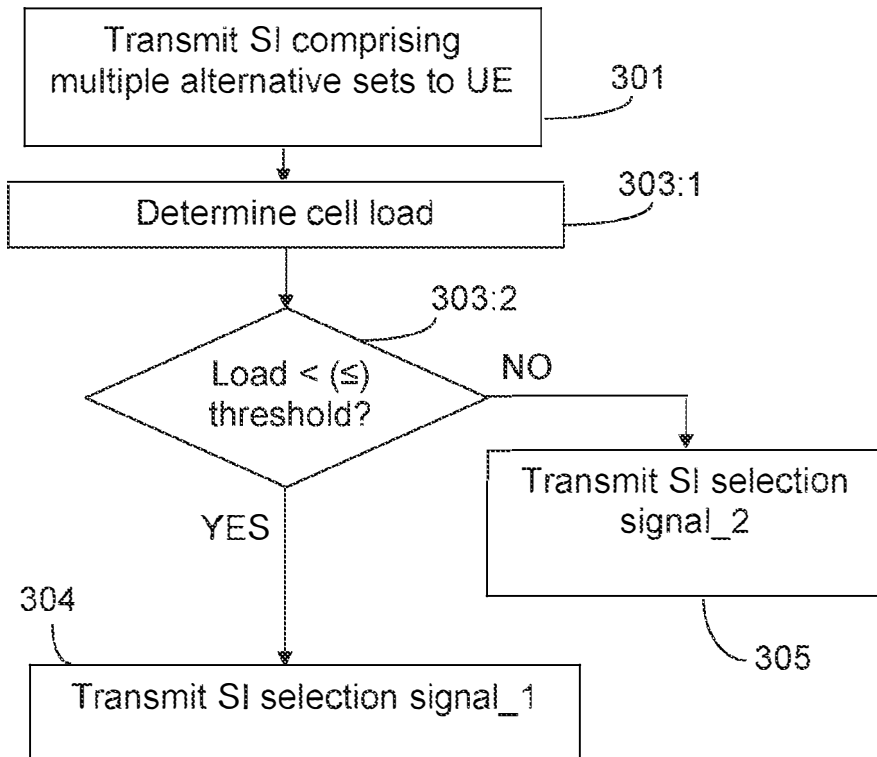 Transmit SI comprising
multiple alternative sets to UE
301
303:1
Determine cell load
303:2
Load < (≤)
threshold?
NO
Transmit SI selection
signal_2
YES
304
305
Transmit SI selection signal_1